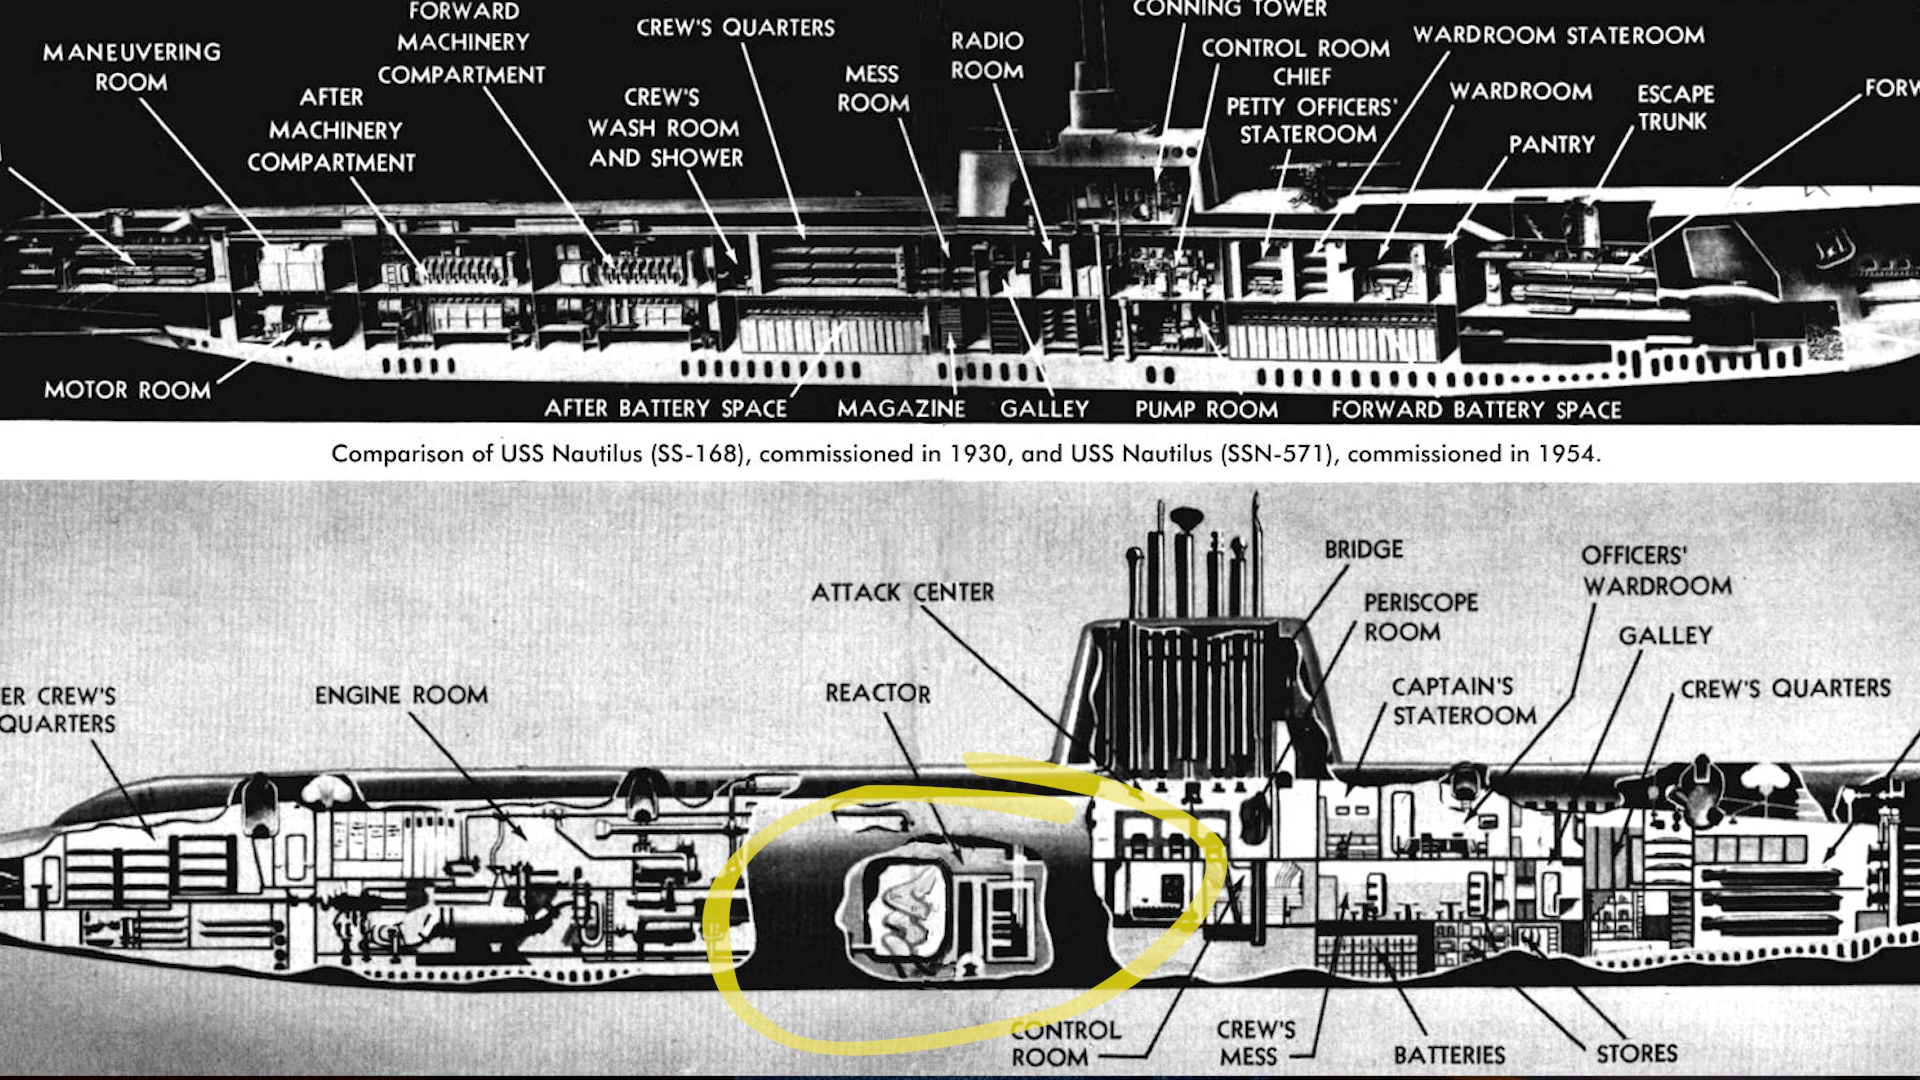 FORWARD
MACHINERY
COMPARTMENT
CREW'S QUARTERS
CONNING TOWER
MANEUVERING
ROOM
RADIO
ROOM
CONTROL ROOM
WARDROOM STATEROOM
AFTER
MACHINERY
COMPARTMENT
CREW'S
WASH ROOM
AND SHOWER
MESS
ROOM
CHIEF
PETTY OFFICERS'
STATEROOM
WARDROOM
ESCAPE
TRUNK
FORW
PANTRY
MOTOR ROOM
AFTER BATTERY SPACE
MAGAZINE
GALLEY
PUMP ROOM
FORWARD BATTERY SPACE
Comparison of USS Nautilus (SS-168), commissioned in 1930, and USS Nautilus (SSN-571), commissioned in 1954.
ATTACK CENTER
BRIDGE
PERISCOPE
ROOM
OFFICERS'
WARDROOM
GALLEY
ER CREW'S
QUARTERS
ENGINE ROOM
REACTOR
CAPTAIN'S
STATEROOM
CREW'S QUARTERS
CONTROL
ROOM
CREW'S
MESS
BATTERIES
STORES